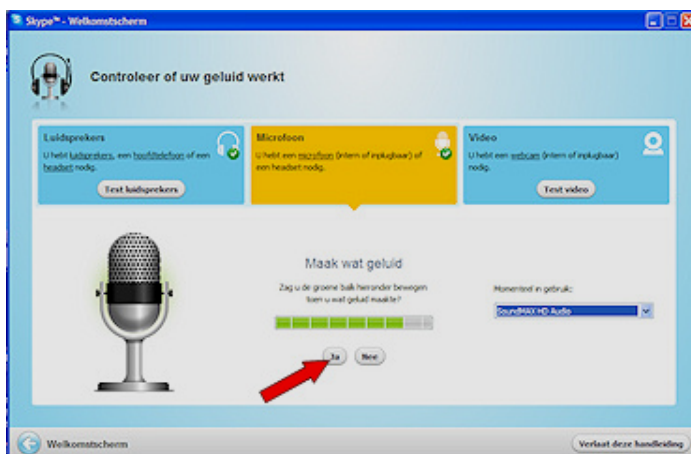 Skype™ - Welkomstscherm
Controleer of uw geluid werkt
Luidsprekers
U hebt luidsprekers, een hoofdtelefoon of een
headset nodig.
Test luidsprekers
Microfoon
U hebt een microfoon (intern of inplugbaar) of
een headset nodig.
Video
U hebt een webcam (intern of inplugbaar)
nodig.
Test video
Maak wat geluid
Zag u de groene balk hieronder bewegen
toen u wat geluid maakte?
Ja
Nee
Momenteel in gebruik:
SoundMAX HD Audio
Welkomstscherm
Verlaat deze handleiding